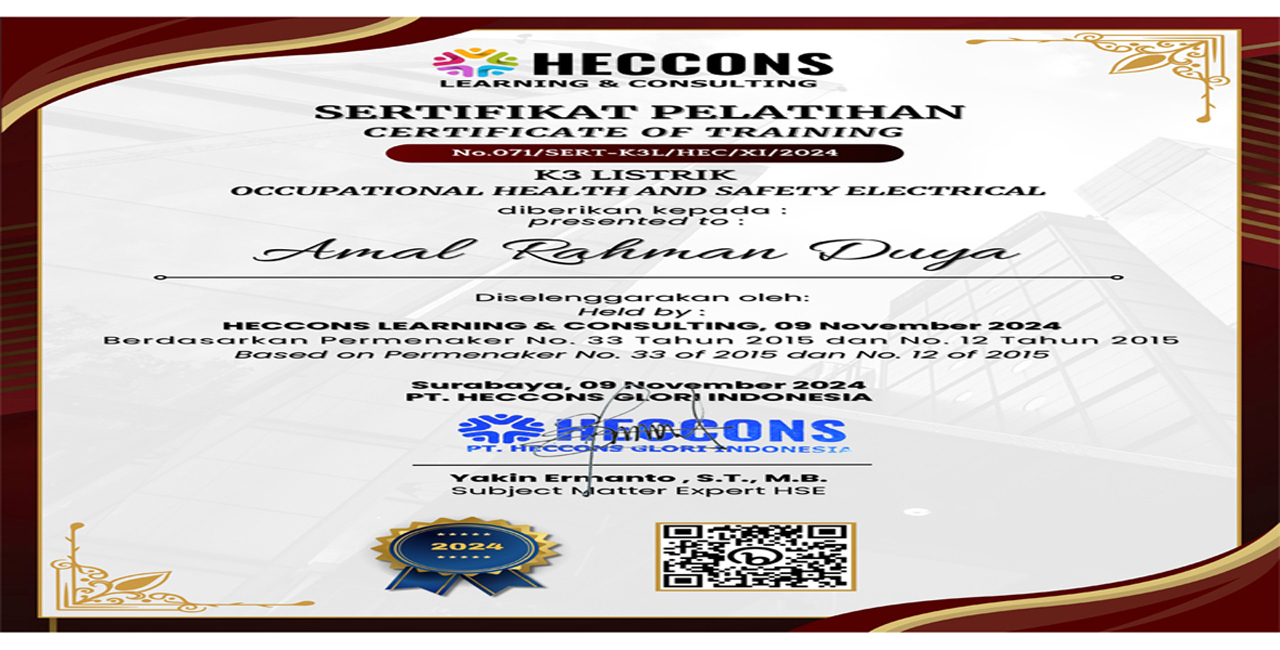 HECCONS
LEARNING & CONSULTING
SERTIFIKAT PELATIHAN
CERTIFICATE OF TRAINING
No.071/SERT-K3L/HEC/XI/2024
K3 LISTRIK
OCCUPATIONAL HEALTH AND SAFETY ELECTRICAL
diberikan kepada :
presented to :
Amal Rahman Duya
Diselenggarakan oleh:
Held by :
HECCONS LEARNING & CONSULTING, 09 November 2024
Berdasarkan Permenaker No. 33 Tahun 2015 dan No. 12 Tahun 2015
Based on Permenaker No. 33 of 2015 dan No. 12 of 2015
Surabaya, 09 November 2024
PT. HECCONS GLORI INDONESIA
HECCONS
PT. HECCONS GLORI INDONESIA
Yakin Ermanto , S.T., M.B.
Subject Matter Expert HSE
2024